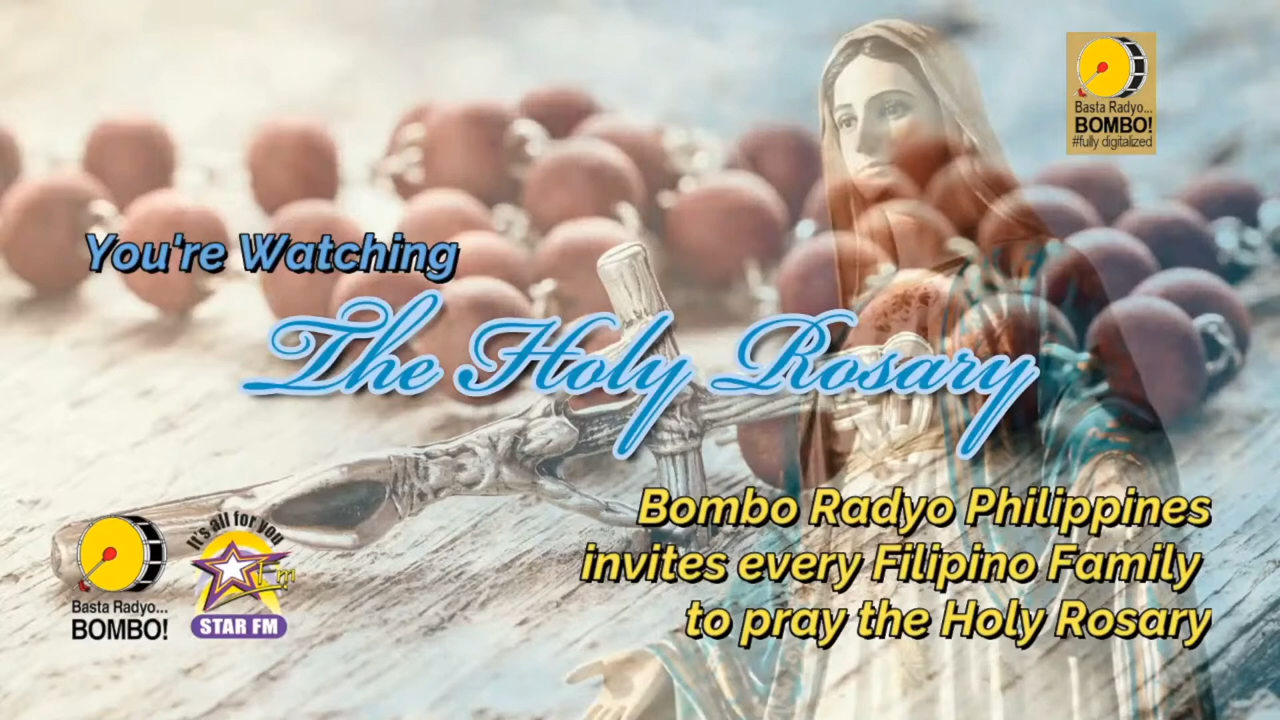 Basta Radyo...
BOMBO!
#fully digitalized
You're Watching
The Holy Rosary
Bombo Radyo Philippines
invites every Filipino Family
to pray the Holy Rosary
Basta Radyo...
BOMBO!
It's all for you
Fm
STAR FM